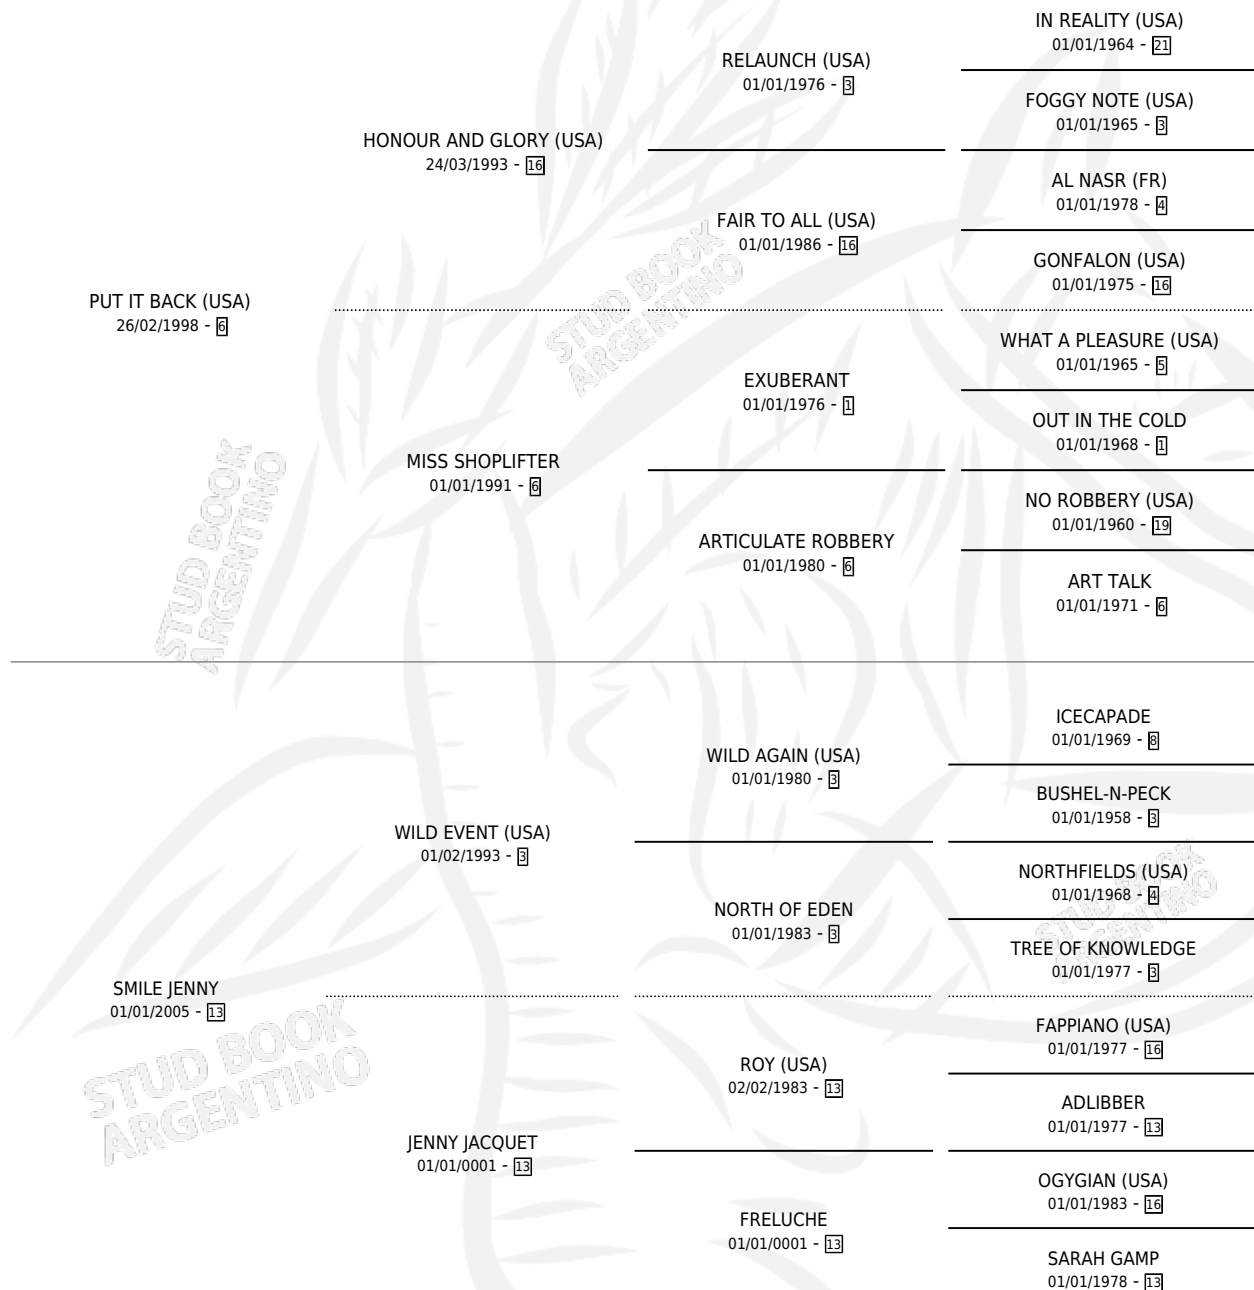 IN REALITY (USA)
01/01/1964 - 21
RELAUNCH (USA)
01/01/1976 - 3
FOGGY NOTE (USA)
01/01/1965 - 3
HONOUR AND GLORY (USA)
24/03/1993 - 16
AL NASR (FR)
01/01/1978 - 4
FAIR TO ALL (USA)
01/01/1986 - 16
GONFALON (USA)
01/01/1975 - 16
PUT IT BACK (USA)
26/02/1998 - 6
STUD BOOK
ARGENTINO
WHAT A PLEASURE (USA)
01/01/1965 - 5
EXUBERANT
01/01/1976 - 1
OUT IN THE COLD
01/01/1968 - 1
MISS SHOPLIFTER
01/01/1991 - 6
NO ROBBERY (USA)
01/01/1960 - 19
ARTICULATE ROBBERY
01/01/1980 - 6
ART TALK
01/01/1971 - 6
STUD BOOK
ARGENTINO
ICECAPADE
01/01/1969 - 8
WILD AGAIN (USA)
01/01/1980 - 3
BUSHEL-N-PECK
01/01/1958 - 3
WILD EVENT (USA)
01/02/1993 - 3
NORTHFIELDS (USA)
01/01/1968 - 4
NORTH OF EDEN
01/01/1983 - 3
STUD BOOK
ARGENTINO
TREE OF KNOWLEDGE
01/01/1977 - 3
SMILE JENNY
01/01/2005 - 13
FAPPIANO (USA)
01/01/1977 - 16
ROY (USA)
02/02/1983 - 13
STUD BOOK
ARGENTINO
ADLIBBER
01/01/1977 - 13
JENNY JACQUET
01/01/0001 - 13
OGYGIAN (USA)
01/01/1983 - 16
FRELUCHE
01/01/0001 - 13
SARAH GAMP
01/01/1978 - 13